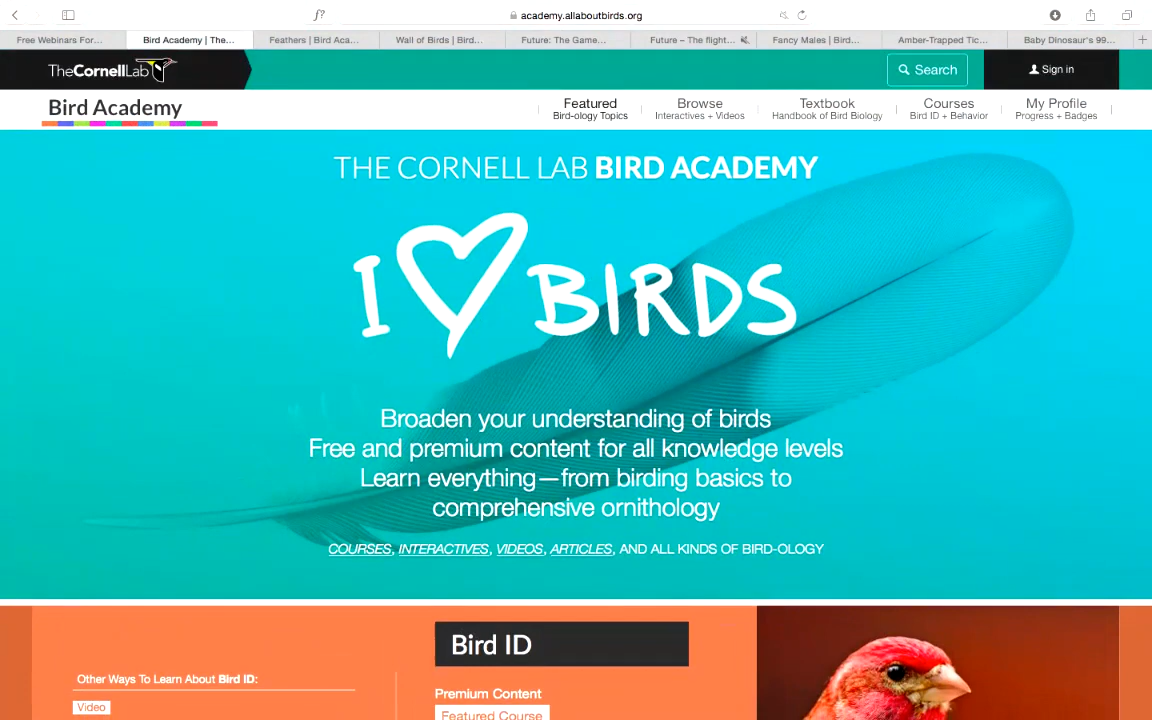 f?
academy.allaboutbirds.org
Free Webinars For...
Bird Academy | The...
Feathers | Bird Aca...
Wall of Birds | Bird...
Future: The Game...
Future – The flight...
Fancy Males | Bird...
Amber-Trapped Tic...
Baby Dinosaur's 99...
TheCornellLab
Search
Sign in
Bird Academy
Featured
Bird-ology Topics
Browse
Interactives + Videos
Textbook
Handbook of Bird Biology
Courses
Bird ID + Behavior
My Profile
Progress + Badges
THE CORNELL LAB BIRD ACADEMY
I BIRDS
Broaden your understanding of birds
Free and premium content for all knowledge levels
Learn everything—from birding basics to
comprehensive ornithology
COURSES, INTERACTIVES, VIDEOS, ARTICLES, AND ALL KINDS OF BIRD-OLOGY
Other Ways To Learn About Bird ID:
Video
Bird ID
Premium Content
Featured Course